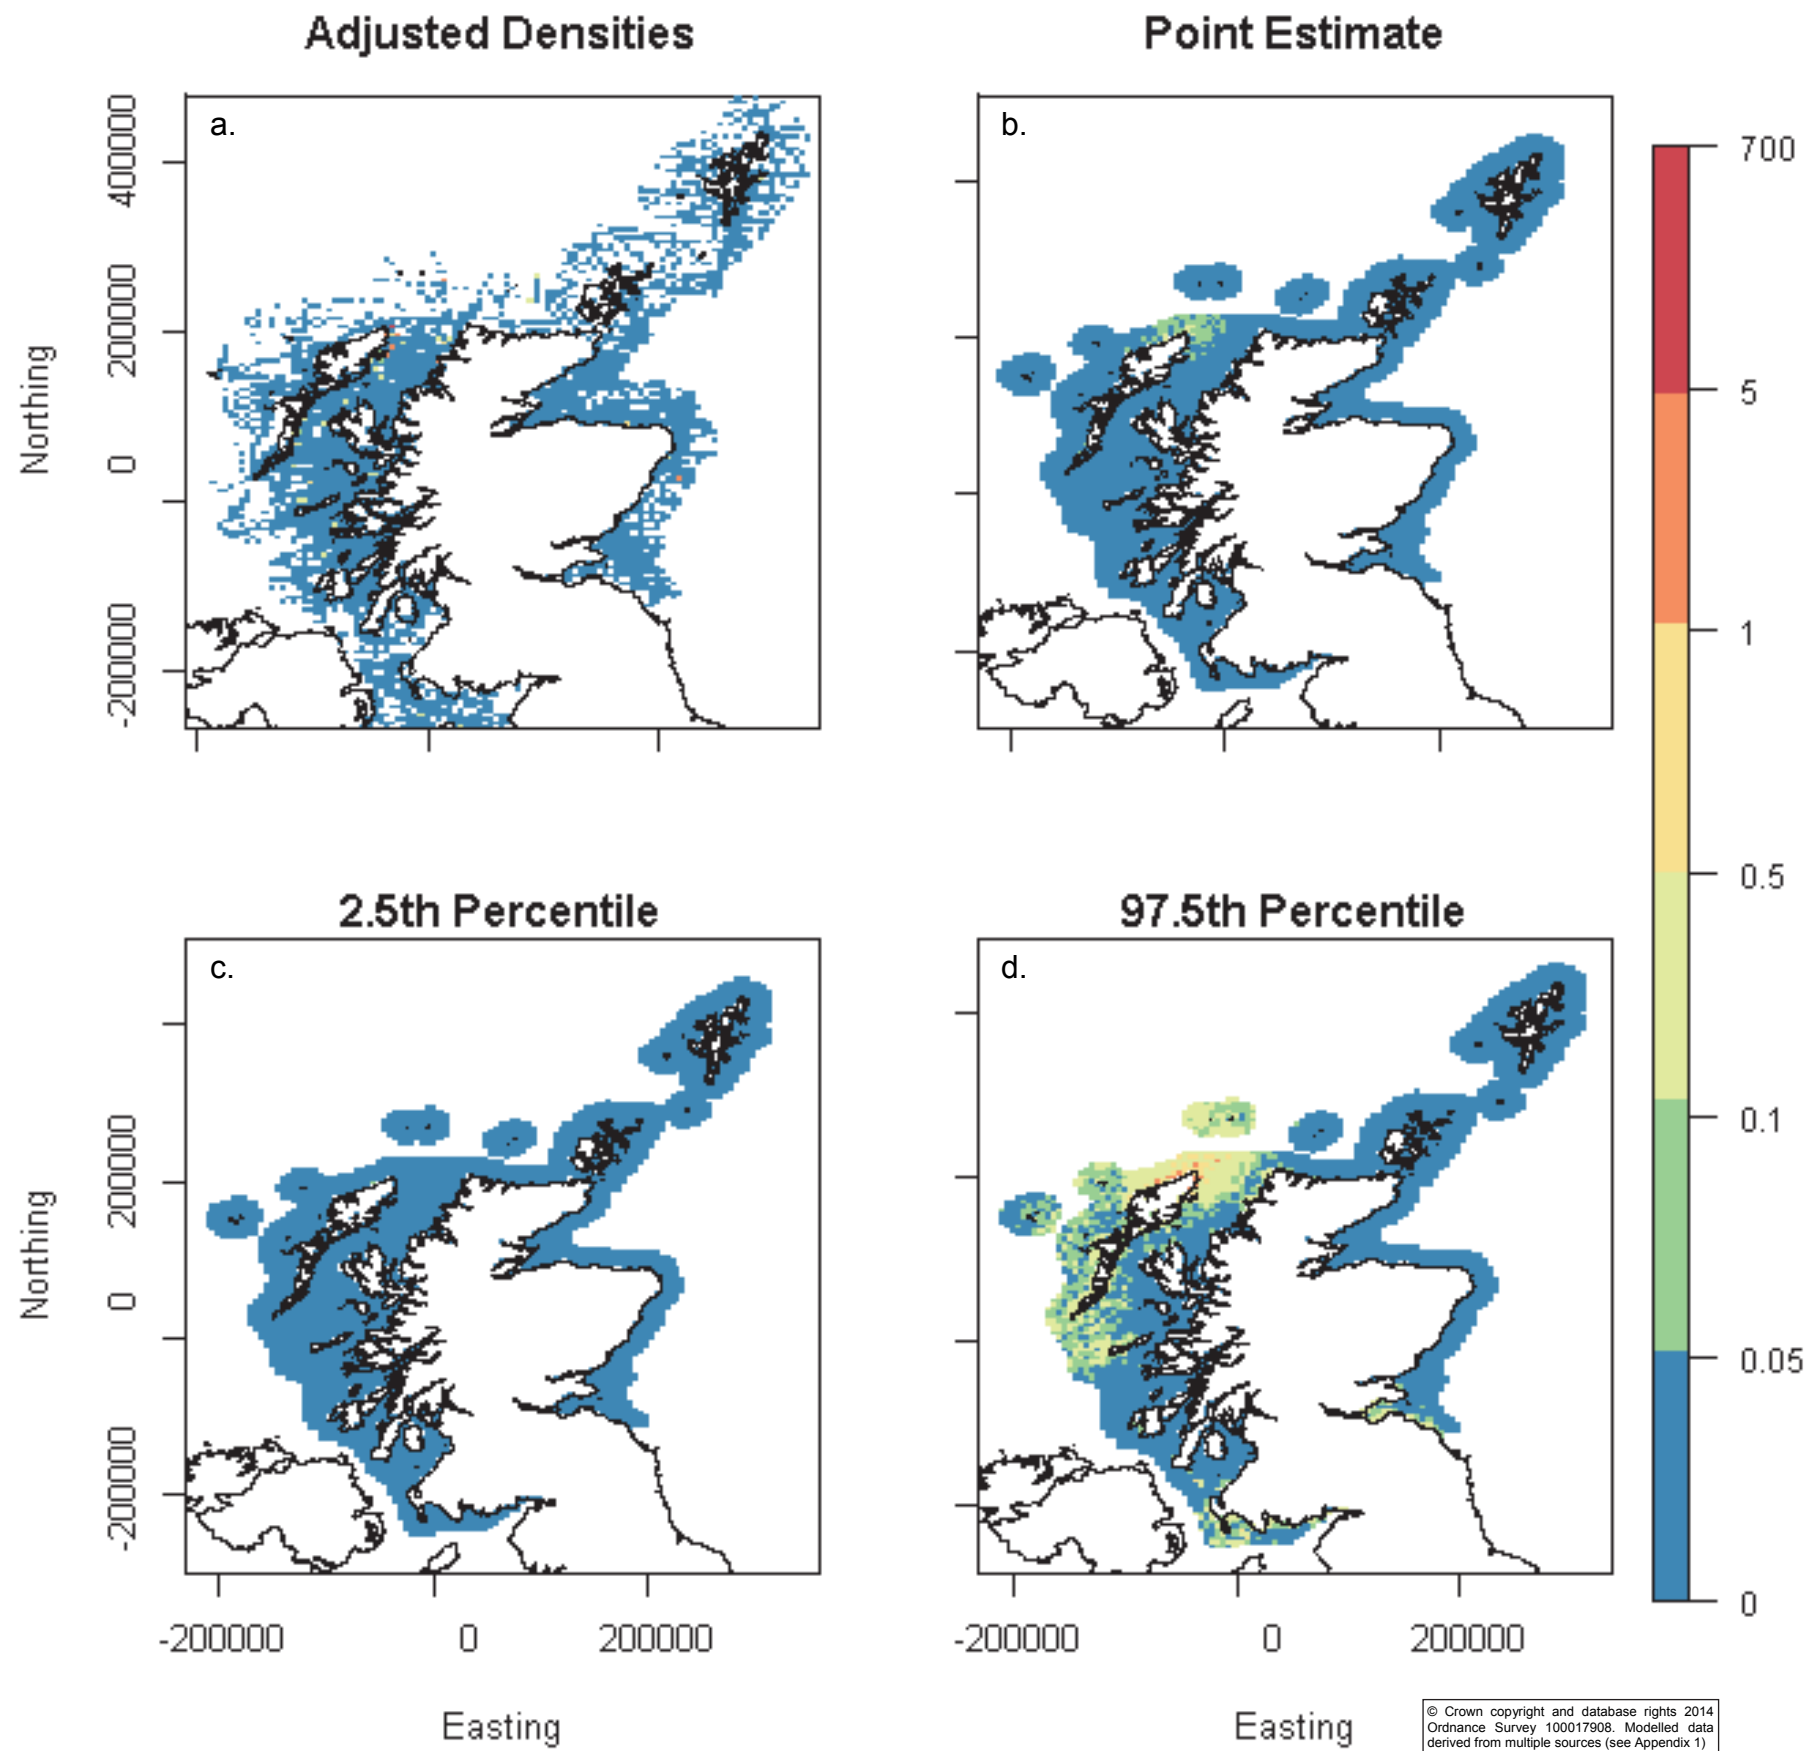 Adjusted Densities
Point Estimate
a.
b.
Northing
400000
200000
0
-200000
700
5
1
0.5
0.1
0.05
0
2.5th Percentile
97.5th Percentile
c.
d.
Northing
200000
0
-200000
-200000 0 200000
-200000 0 200000
Easting
Easting
© Crown copyright and database rights 2014
Ordnance Survey 100017908. Modelled data
derived from multiple sources (see Appendix 1)